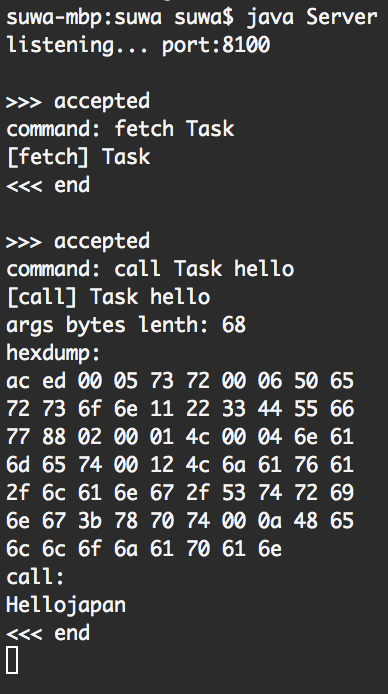 suwa-mbp:suwa suwa$ java Server
listening... port:8100
>>> accepted
command: fetch Task
[fetch] Task
<<< end
>>> accepted
command: call Task hello
[call] Task hello
args bytes lenth: 68
hexdump:
ac ed 00 05 73 72 00 06 50 65
72 73 6f 6e 11 22 33 44 55 66
77 88 02 00 01 4c 00 04 6e 61
6d 65 74 00 12 4c 6a 61 76 61
2f 6c 61 6e 67 2f 53 74 72 69
6e 67 3b 78 70 74 00 0a 48 65
6c 6c 6f 6a 61 70 61 6e
call:
Hellojapan
<<< end